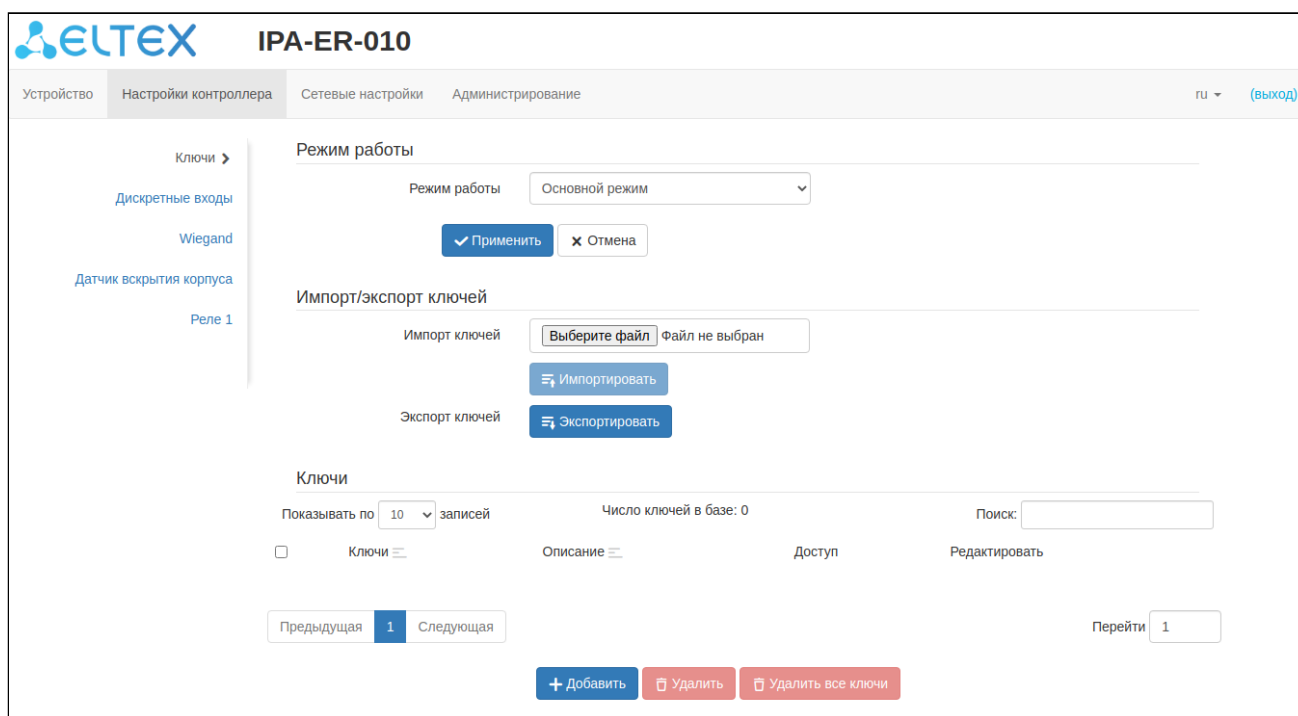 ELTEX IPA-ER-010
Устройство Настройки контроллера Сетевые настройки Администрирование ru (выход)
Ключи
Дискретные входы
Wiegand
Датчик вскрытия корпуса
Реле 1
Режим работы
Режим работы Основной режим
Применить Отмена
Импорт/экспорт ключей
Импорт ключей Выберите файл Файл не выбран
Импортировать
Экспорт ключей Экспортировать
Ключи
Показывать по 10 записей Число ключей в базе: 0 Поиск:
Ключи Описание Доступ Редактировать
Предыдущая 1 Следующая Перейти 1
Добавить Удалить Удалить все ключи